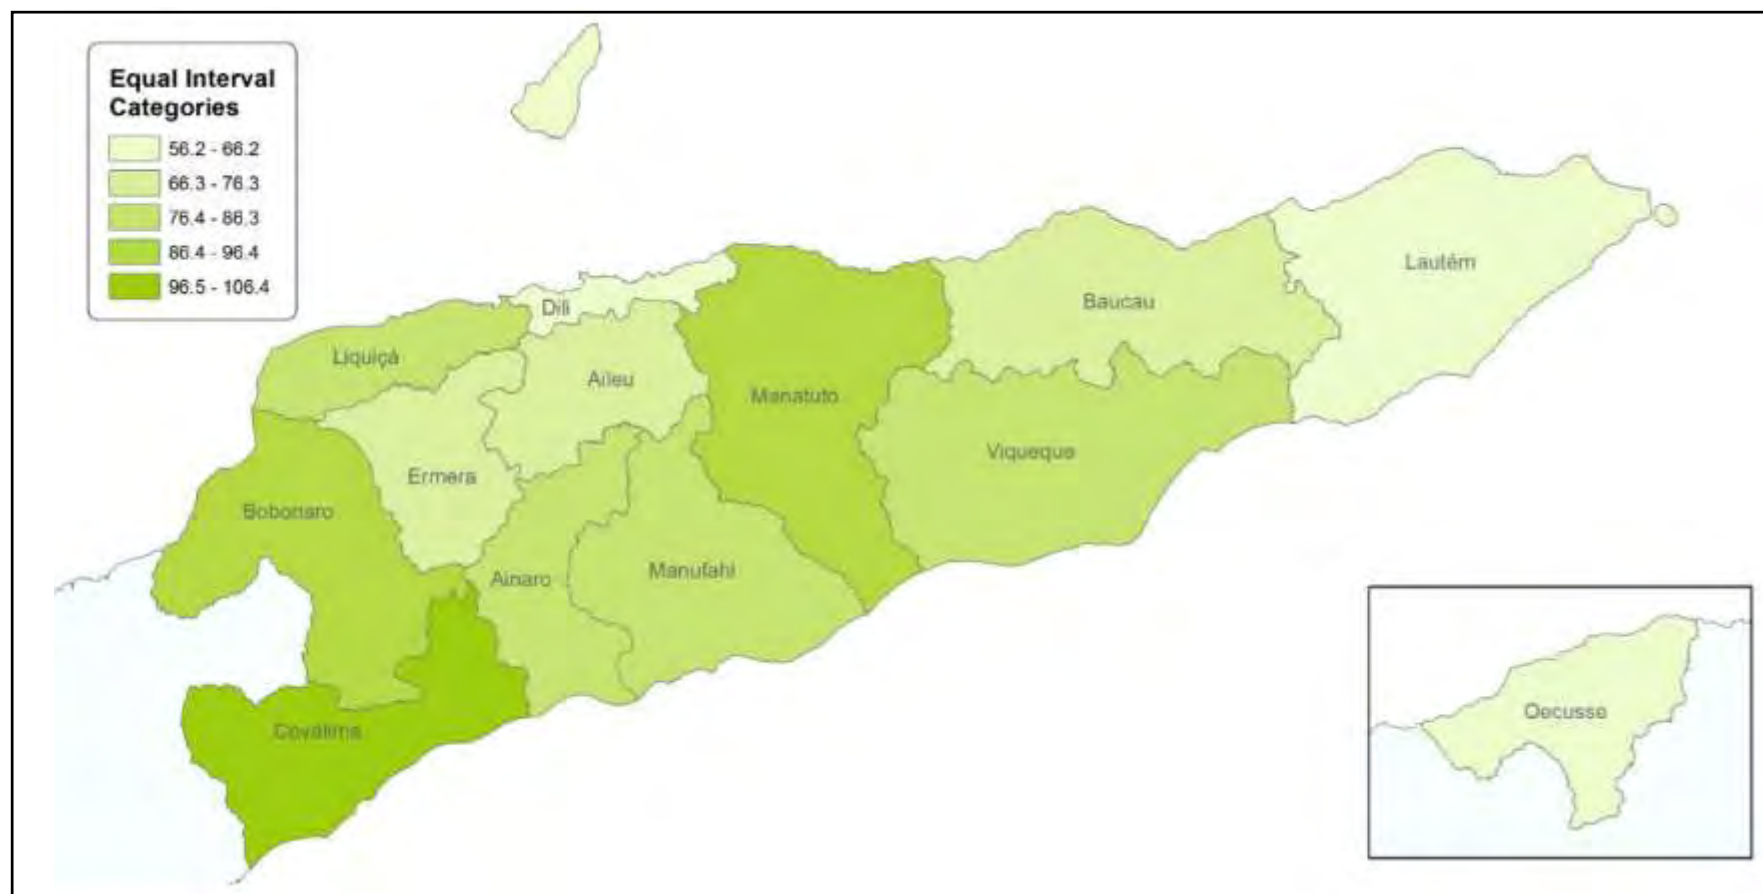 Equal Interval
Categories
56.2 - 66.2
66.3 - 76.3
76.4 - 86.3
86.4 - 96.4
96.5 - 106.4
Lautém
Baucau
Dili
Liquiçá
Aileu
Manatuto
Viqueque
Ermera
Bobonaro
Ainaro
Manufahi
Covalima
Oecusse